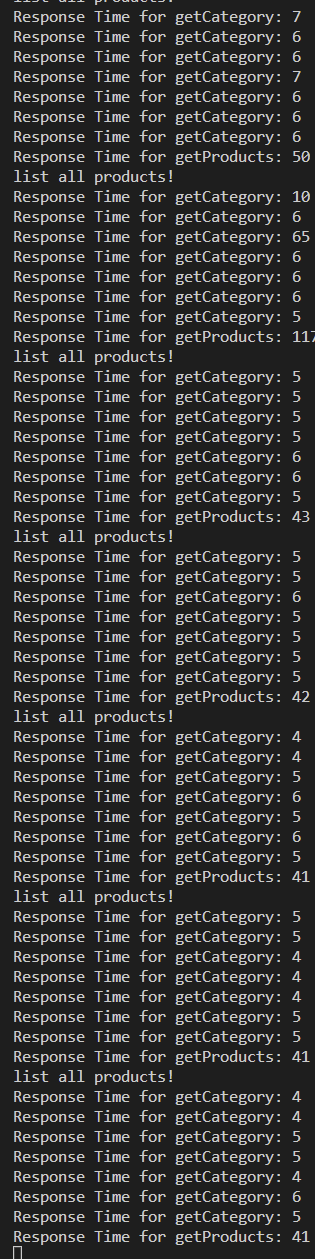 list all products!
Response Time for getCategory: 7
Response Time for getCategory: 6
Response Time for getCategory: 6
Response Time for getCategory: 7
Response Time for getCategory: 6
Response Time for getCategory: 6
Response Time for getCategory: 6
Response Time for getProducts: 50
list all products!
Response Time for getCategory: 10
Response Time for getCategory: 6
Response Time for getCategory: 65
Response Time for getCategory: 6
Response Time for getCategory: 6
Response Time for getCategory: 6
Response Time for getCategory: 5
Response Time for getProducts: 117
list all products!
Response Time for getCategory: 5
Response Time for getCategory: 5
Response Time for getCategory: 5
Response Time for getCategory: 5
Response Time for getCategory: 6
Response Time for getCategory: 6
Response Time for getCategory: 5
Response Time for getProducts: 43
list all products!
Response Time for getCategory: 5
Response Time for getCategory: 5
Response Time for getCategory: 6
Response Time for getCategory: 5
Response Time for getCategory: 5
Response Time for getCategory: 5
Response Time for getCategory: 5
Response Time for getProducts: 42
list all products!
Response Time for getCategory: 4
Response Time for getCategory: 4
Response Time for getCategory: 5
Response Time for getCategory: 6
Response Time for getCategory: 5
Response Time for getCategory: 6
Response Time for getCategory: 5
Response Time for getProducts: 41
list all products!
Response Time for getCategory: 5
Response Time for getCategory: 5
Response Time for getCategory: 4
Response Time for getCategory: 4
Response Time for getCategory: 4
Response Time for getCategory: 5
Response Time for getCategory: 5
Response Time for getProducts: 41
list all products!
Response Time for getCategory: 4
Response Time for getCategory: 4
Response Time for getCategory: 5
Response Time for getCategory: 5
Response Time for getCategory: 4
Response Time for getCategory: 6
Response Time for getCategory: 5
Response Time for getProducts: 41